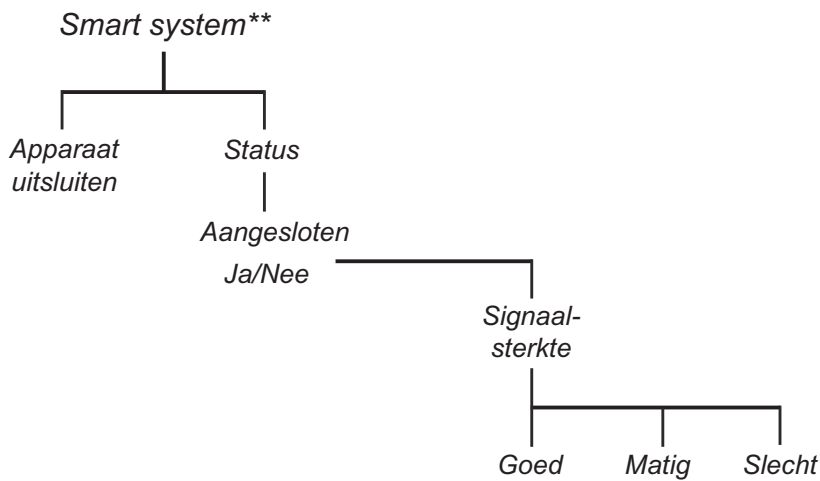 Smart system**
Apparaat
uitsluiten
Status
Aangesloten
Ja/Nee
Signaal-
sterkte
Goed
Matig
Slecht